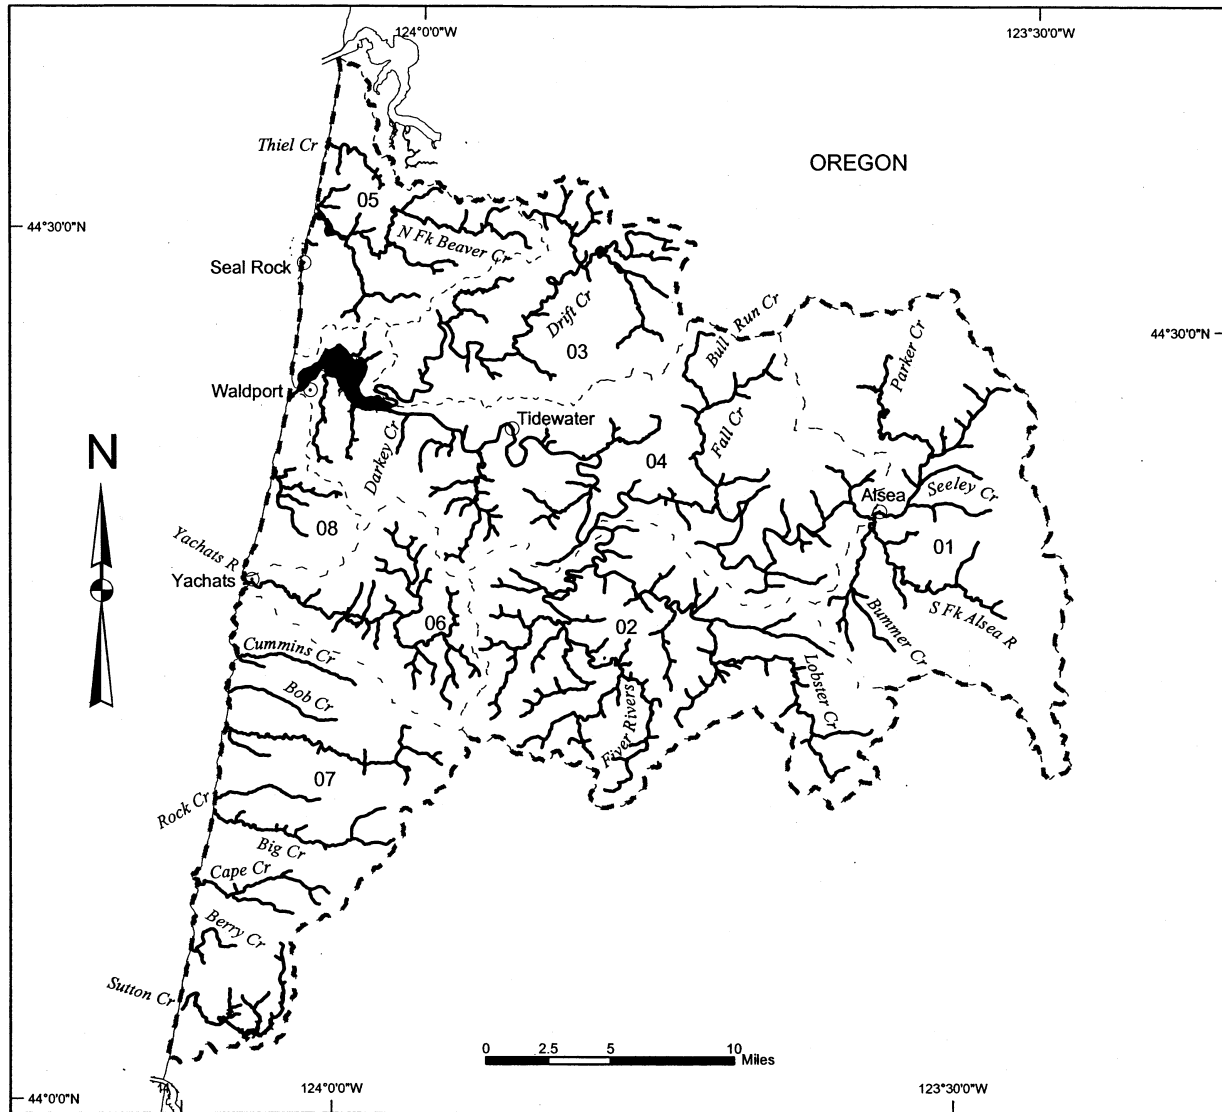 124°0'0"W
123°30'0"W
Thiel Cr
OREGON
05
44°30'0"N
N Fk Beaver Cr
Seal Rock
Drift Cr
Bull Run Cr
44°30'0"N
Parker Cr
03
Waldport
Tidewater
Darkey Cr
Fall Cr
04
N
Alsea
Seeley Cr
08
01
Yachats R
Yachats
06
02
Bummer Cr
S Fk Alsea R
Cummins Cr
Lobster Cr
Bob Cr
Fiver Rivers
07
Rock Cr
Big Cr
Cape Cr
Berry Cr
Sutton Cr
0 2.5 5 10
Miles
44°0'0"N
124°0'0"W
123°30'0"W